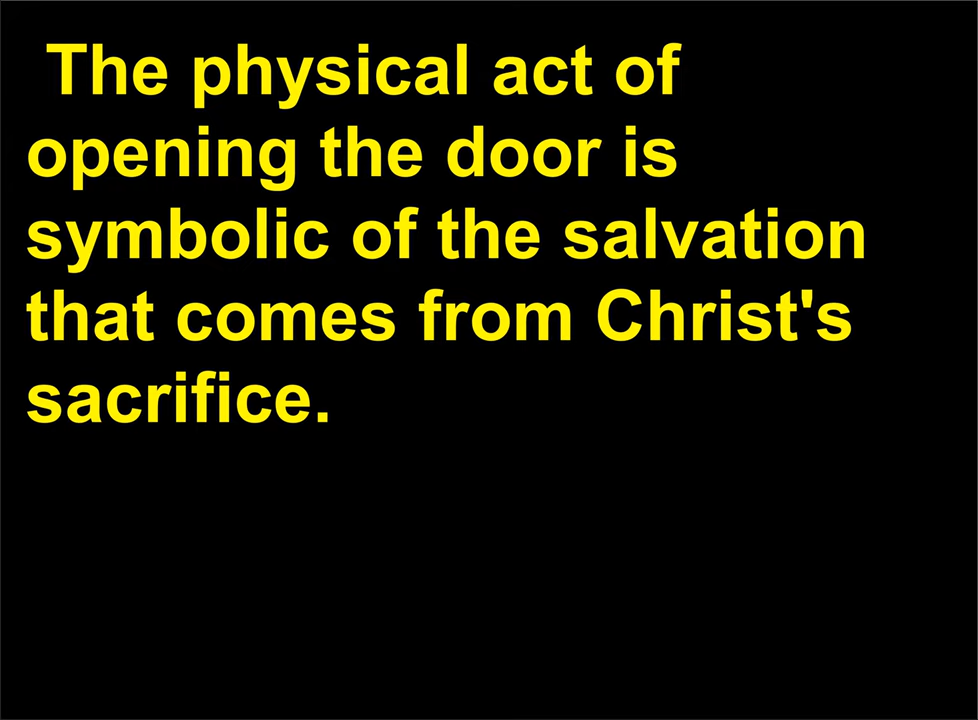 The physical act of
opening the door is
symbolic of the salvation
that comes from Christ's
sacrifice.